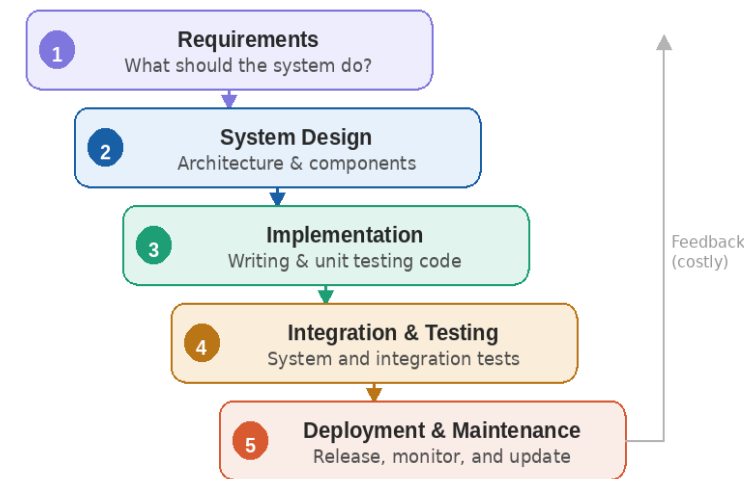 1
Requirements
What should the system do?
2
System Design
Architecture & components
3
Implementation
Writing & unit testing code
Feedback
(costly)
4
Integration & Testing
System and integration tests
5
Deployment & Maintenance
Release, monitor, and update